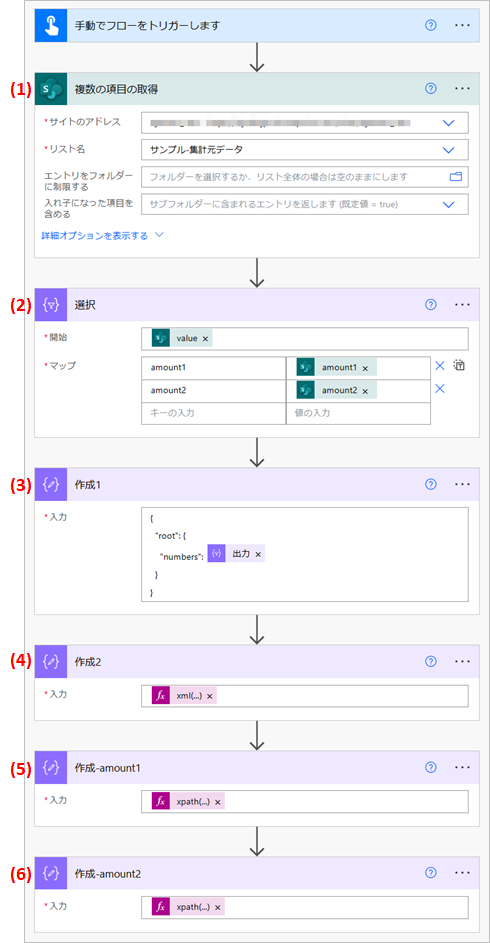 手動でフローをトリガーします
(1) 複数の項目の取得
*サイトのアドレス
*リスト名 サンプル-集計元データ
エントリをフォルダーに制限する フォルダーを選択するか、リスト全体の場合は空のままにします
入れ子になった項目を含める サブフォルダーに含まれるエントリを返します (既定値 = true)
詳細オプションを表示する
(2) 選択
*開始 value ×
*マップ amount1 amount1 ×
amount2 amount2 ×
キーの入力 値の入力
(3) 作成1
*入力 {
"root": {
"numbers": 出力 ×
}
}
(4) 作成2
*入力 fx xml(...) ×
(5) 作成-amount1
*入力 fx xpath(...) ×
(6) 作成-amount2
*入力 fx xpath(...) ×